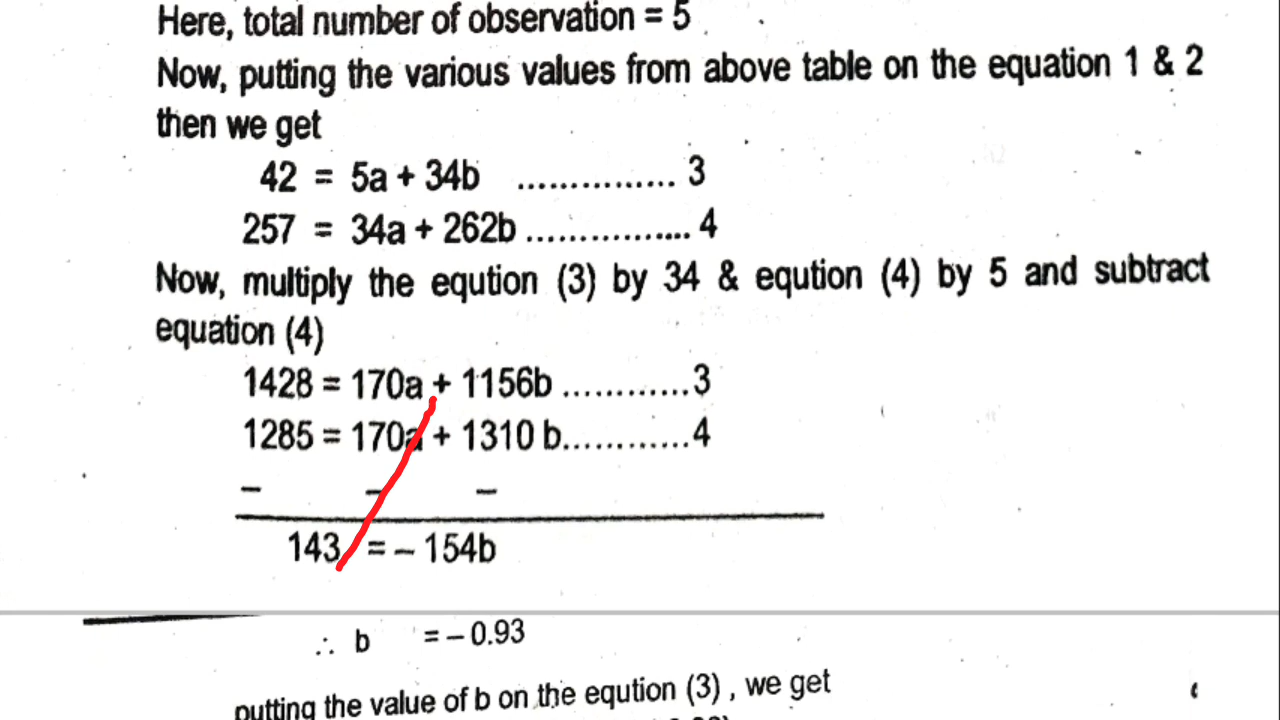 Here, total number of observation = 5
Now, putting the various values from above table on the equation 1 & 2
then we get
42 = 5a + 34b ............... 3
257 = 34a + 262b ................ 4
Now, multiply the eqution (3) by 34 & eqution (4) by 5 and subtract
equation (4)
1428 = 170a + 1156b ............3
1285 = 170a + 1310 b............4
– – –
143 = – 154b
∴ b = – 0.93
putting the value of b on the eqution (3) , we get